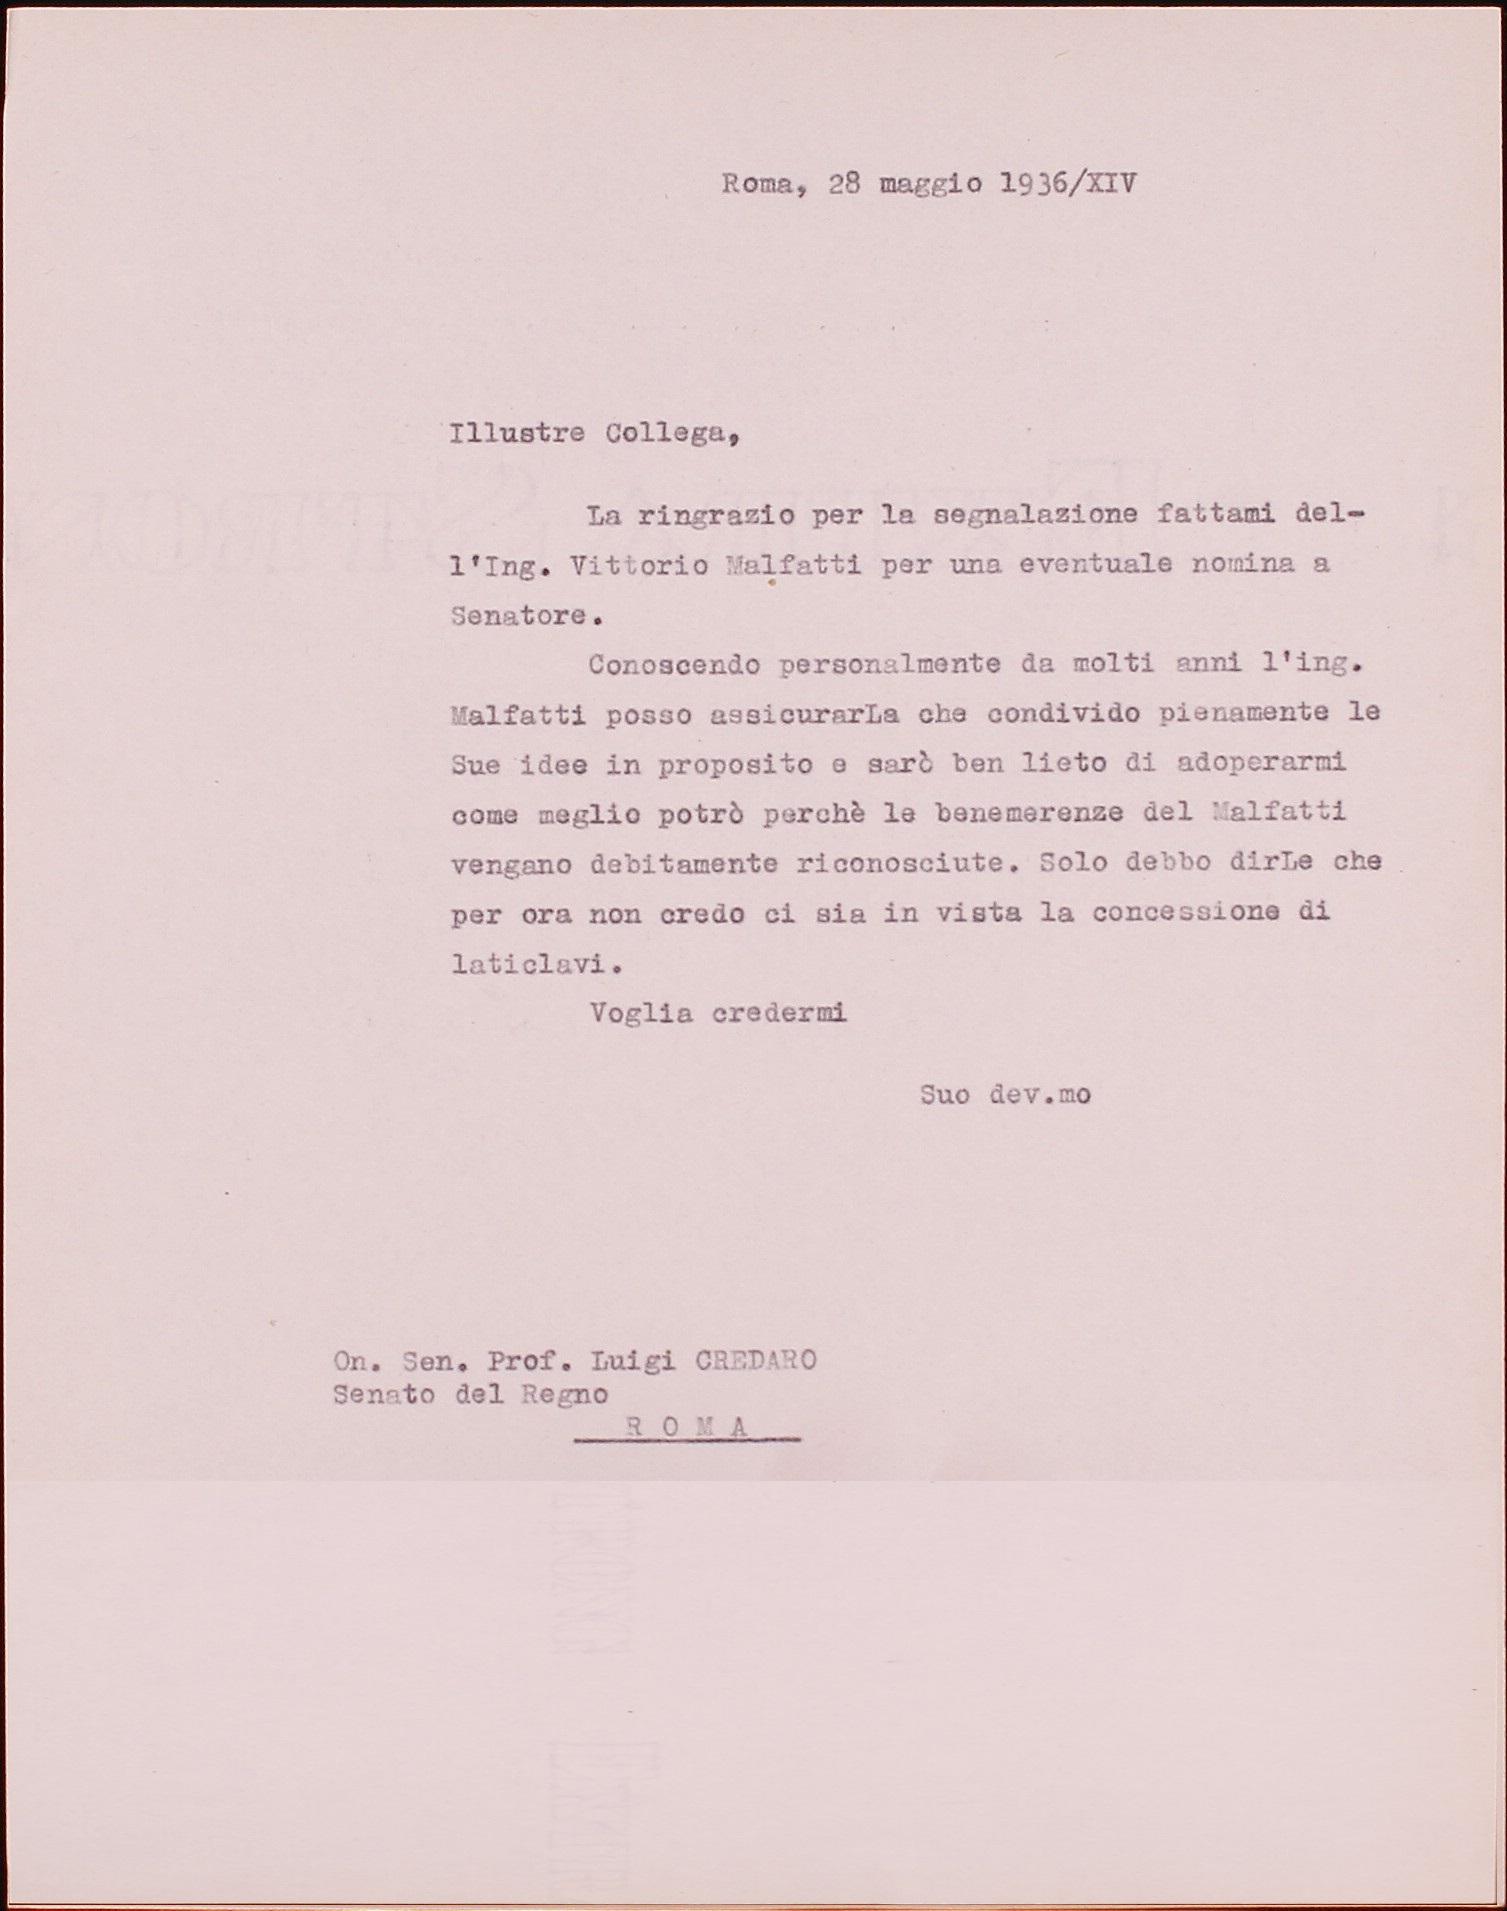 Roma, 28 maggio 1936/XIV
Illustre Collega,
La ringrazio per la segnalazione fattami del-
l'Ing. Vittorio Malfatti per una eventuale nomina a
Senatore.
Conoscendo personalmente da molti anni l'ing.
Malfatti posso assicurarLa che condivido pienamente le
Sue idee in proposito e sarò ben lieto di adoperarmi
come meglio potrò perchè le benemerenze del Malfatti
vengano debitamente riconosciute. Solo debbo dirLe che
per ora non credo ci sia in vista la concessione di
laticlavi.
Voglia credermi
Suo dev.mo
On. Sen. Prof. Luigi CREDARO
Senato del Regno
R O M A